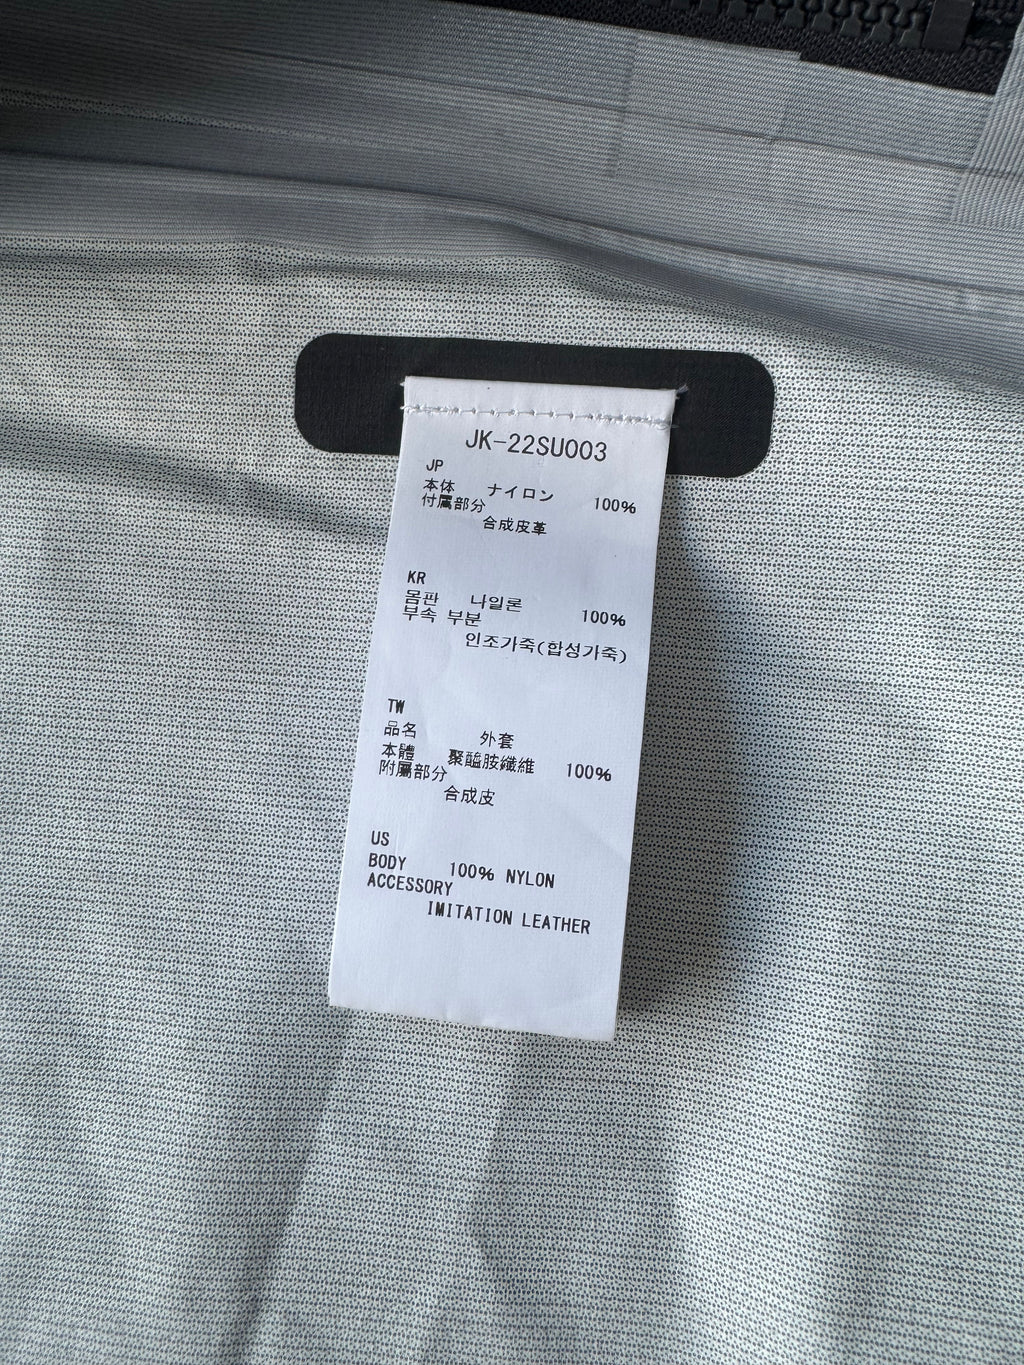 JK-22SU003
JP
本体 ナイロン 100%
付属部分
合成皮革
KR
몸판 나일론 100%
부속 부분
인조가죽(합성가죽)
TW
品名 外套
本體 聚醯胺纖維 100%
附屬部分
合成皮
US
BODY 100% NYLON
ACCESSORY
IMITATION LEATHER